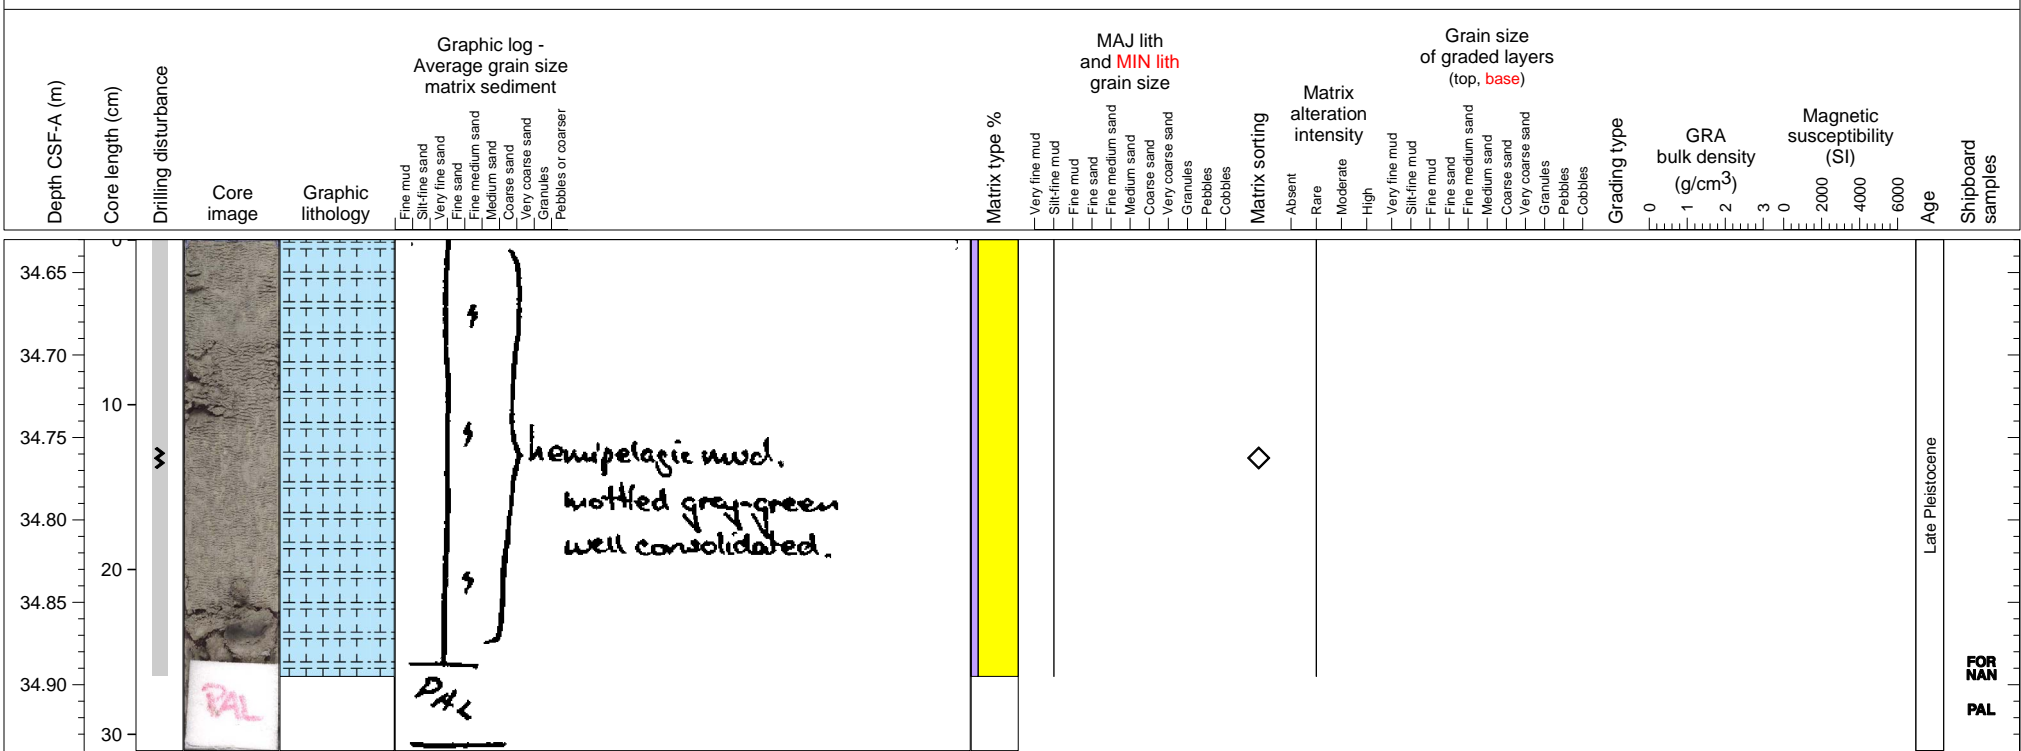 Depth CSF-A (m)
Core length (cm)
Drilling disturbance
Core
image
Graphic
lithology
Graphic log -
Average grain size
matrix sediment
Fine mud
Silt-fine sand
Very fine sand
Fine sand
Fine medium sand
Medium sand
Coarse sand
Very coarse sand
Granules
Pebbles or coarser
Matrix type %
MAJ lith
and MIN lith
grain size
Very fine mud
Silt-fine mud
Fine mud
Fine sand
Fine medium sand
Medium sand
Coarse sand
Very coarse sand
Granules
Pebbles
Cobbles
Matrix sorting
Matrix
alteration
intensity
Absent
Rare
Moderate
High
Grain size
of graded layers
(top, base)
Very fine mud
Silt-fine mud
Fine mud
Fine sand
Fine medium sand
Medium sand
Coarse sand
Very coarse sand
Granules
Pebbles
Cobbles
Grading type
GRA
bulk density
(g/cm3)
0 1 2 3
Magnetic
susceptibility
(SI)
0 2000 4000 6000
Age
Shipboard
samples
34.65
34.70
34.75
34.80
34.85
34.90
0
10
20
30
PAL
hemipelagic mud.
mottled grey-green
well consolidated.
PAL
Late Pleistocene
FOR
NAN
PAL